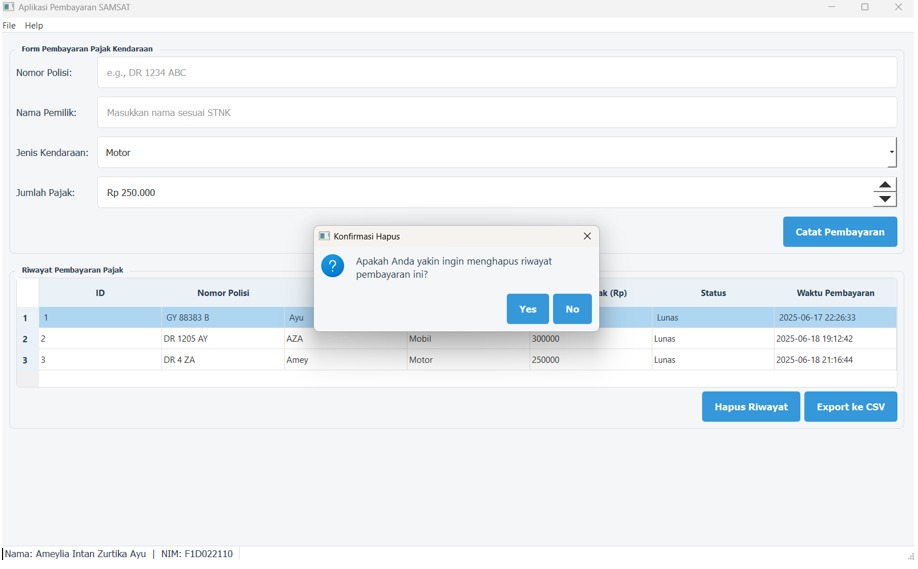 Aplikasi Pembayaran SAMSAT
File Help
Form Pembayaran Pajak Kendaraan
Nomor Polisi: e.g., DR 1234 ABC
Nama Pemilik: Masukkan nama sesuai STNK
Jenis Kendaraan: Motor
Jumlah Pajak: Rp 250.000
Catat Pembayaran
Konfirmasi Hapus
Apakah Anda yakin ingin menghapus riwayat
pembayaran ini?
Yes No
Riwayat Pembayaran Pajak
ID Nomor Polisi (Rp) Status Waktu Pembayaran
1 1 GY 88383 B Ayu Lunas 2025-06-17 22:26:33
2 2 DR 1205 AY AZA Mobil 300000 Lunas 2025-06-18 19:12:42
3 3 DR 4 ZA Amey Motor 250000 Lunas 2025-06-18 21:16:44
Hapus Riwayat Export ke CSV
Nama: Ameylia Intan Zurtika Ayu | NIM: F1D022110